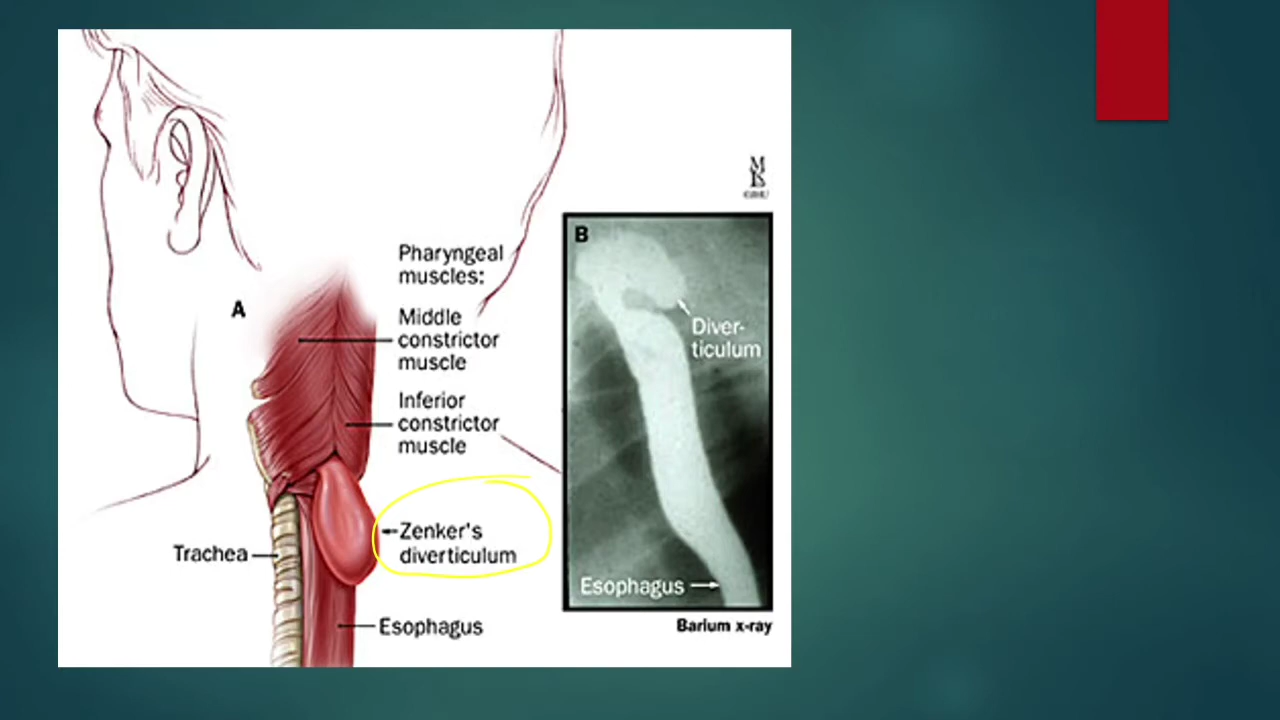 A
Pharyngeal
muscles:
Middle
constrictor
muscle
Inferior
constrictor
muscle
Zenker's
diverticulum
Trachea
Esophagus
B
Diver-
ticulum
Esophagus
Barium x-ray